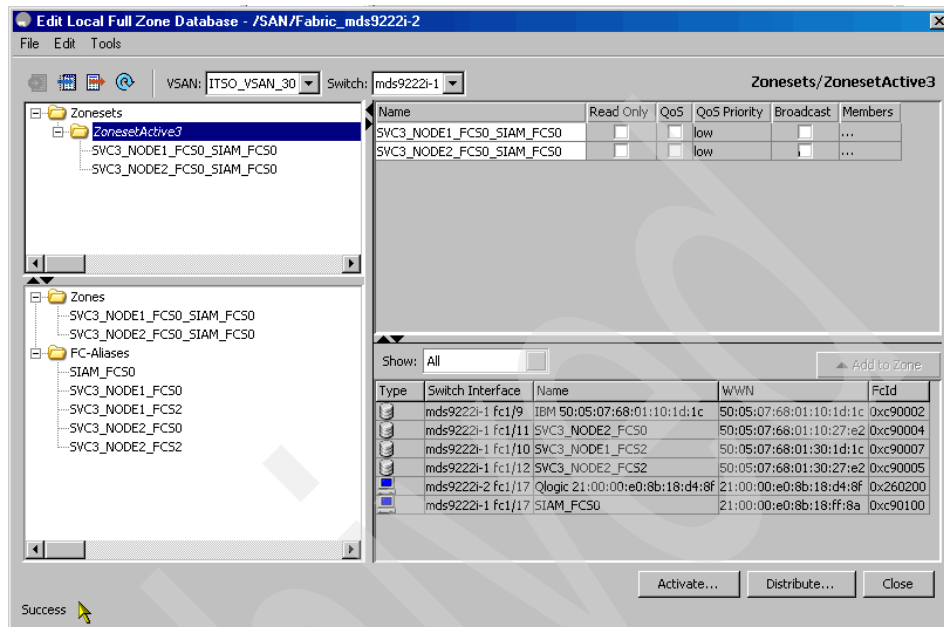 Edit Local Full Zone Database - /SAN/Fabric_mds9222i-2
File Edit Tools
VSAN: ITSO_VSAN_30 Switch: mds9222i-1 Zonesets/ZonesetActive3
Zonesets
ZonesetActive3
SVC3_NODE1_FCS0_SIAM_FCS0
SVC3_NODE2_FCS0_SIAM_FCS0
Name Read Only QoS QoS Priority Broadcast Members
SVC3_NODE1_FCS0_SIAM_FCS0 low ...
SVC3_NODE2_FCS0_SIAM_FCS0 low ...
Zones
SVC3_NODE1_FCS0_SIAM_FCS0
SVC3_NODE2_FCS0_SIAM_FCS0
FC-Aliases
SIAM_FCS0
SVC3_NODE1_FCS0
SVC3_NODE1_FCS2
SVC3_NODE2_FCS0
SVC3_NODE2_FCS2
Show: All Add to Zone
Type Switch Interface Name WWN FcId
mds9222i-1 fc1/9 IBM 50:05:07:68:01:10:1d:1c 50:05:07:68:01:10:1d:1c 0xc90002
mds9222i-1 fc1/11 SVC3_NODE2_FCS0 50:05:07:68:01:10:27:e2 0xc90004
mds9222i-1 fc1/10 SVC3_NODE1_FCS2 50:05:07:68:01:30:1d:1c 0xc90007
mds9222i-1 fc1/12 SVC3_NODE2_FCS2 50:05:07:68:01:30:27:e2 0xc90005
mds9222i-2 fc1/17 Qlogic 21:00:00:e0:8b:18:d4:8f 21:00:00:e0:8b:18:d4:8f 0x260200
mds9222i-1 fc1/17 SIAM_FCS0 21:00:00:e0:8b:18:ff:8a 0xc90100
Activate... Distribute... Close
Success